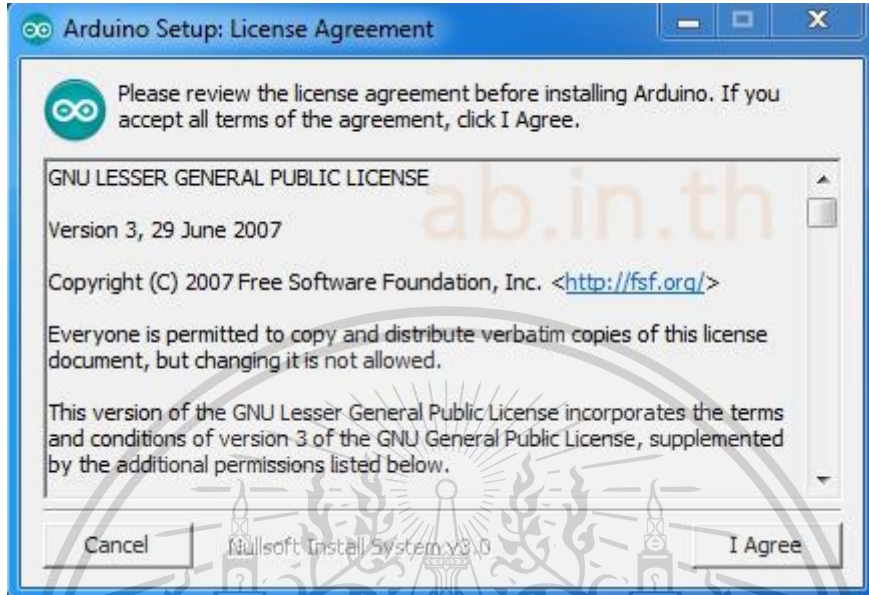 Arduino Setup: License Agreement
Please review the license agreement before installing Arduino. If you
accept all terms of the agreement, click I Agree.
GNU LESSER GENERAL PUBLIC LICENSE
ab.in.th
Version 3, 29 June 2007
Copyright (C) 2007 Free Software Foundation, Inc. <http://fsf.org/>
Everyone is permitted to copy and distribute verbatim copies of this license
document, but changing it is not allowed.
This version of the GNU Lesser General Public License incorporates the terms
and conditions of version 3 of the GNU General Public License, supplemented
by the additional permissions listed below.
Cancel
Nullsoft Install System v3.0
I Agree